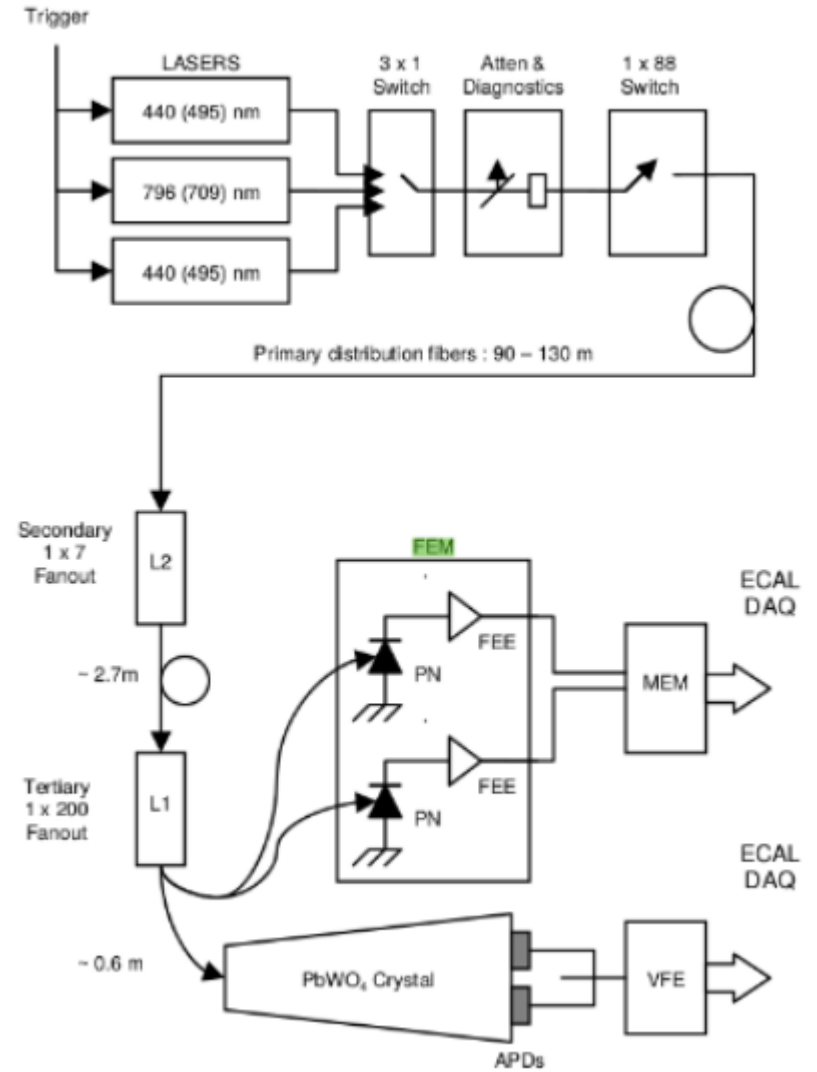 Trigger
LASERS
440 (495) nm
796 (709) nm
440 (495) nm
3 x 1
Switch
Atten &
Diagnostics
1 x 88
Switch
Primary distribution fibers : 90 – 130 m
Secondary
1 x 7
Fanout
L2
~ 2.7m
Tertiary
1 x 200
Fanout
L1
~ 0.6 m
FEM
FEE
PN
FEE
PN
MEM
ECAL
DAQ
PbWO₄ Crystal
APDs
VFE
ECAL
DAQ